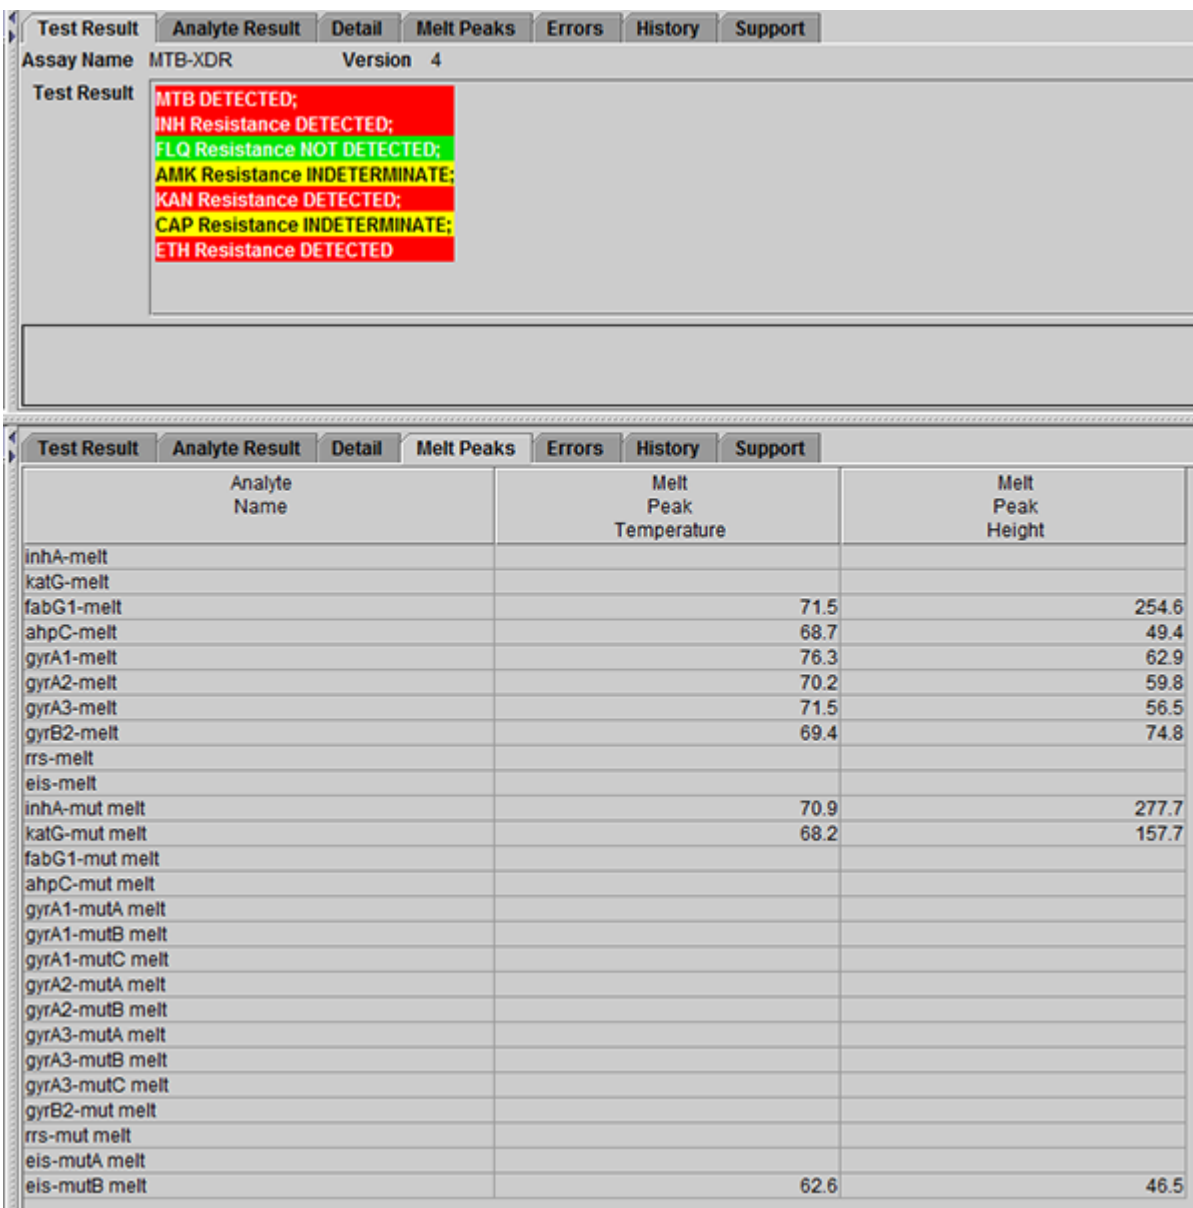 Test Result Analyte Result Detail Melt Peaks Errors History Support
Assay Name MTB-XDR Version 4
Test Result
MTB DETECTED;
INH Resistance DETECTED;
FLQ Resistance NOT DETECTED;
AMK Resistance INDETERMINATE;
KAN Resistance DETECTED;
CAP Resistance INDETERMINATE;
ETH Resistance DETECTED
Test Result Analyte Result Detail Melt Peaks Errors History Support
Analyte Melt Melt
Name Peak Peak
Temperature Height
inhA-melt
katG-melt
fabG1-melt 71.5 254.6
ahpC-melt 68.7 49.4
gyrA1-melt 76.3 62.9
gyrA2-melt 70.2 59.8
gyrA3-melt 71.5 56.5
gyrB2-melt 69.4 74.8
rrs-melt
eis-melt
inhA-mut melt 70.9 277.7
katG-mut melt 68.2 157.7
fabG1-mut melt
ahpC-mut melt
gyrA1-mutA melt
gyrA1-mutB melt
gyrA1-mutC melt
gyrA2-mutA melt
gyrA2-mutB melt
gyrA3-mutA melt
gyrA3-mutB melt
gyrA3-mutC melt
gyrB2-mut melt
rrs-mut melt
eis-mutA melt
eis-mutB melt 62.6 46.5